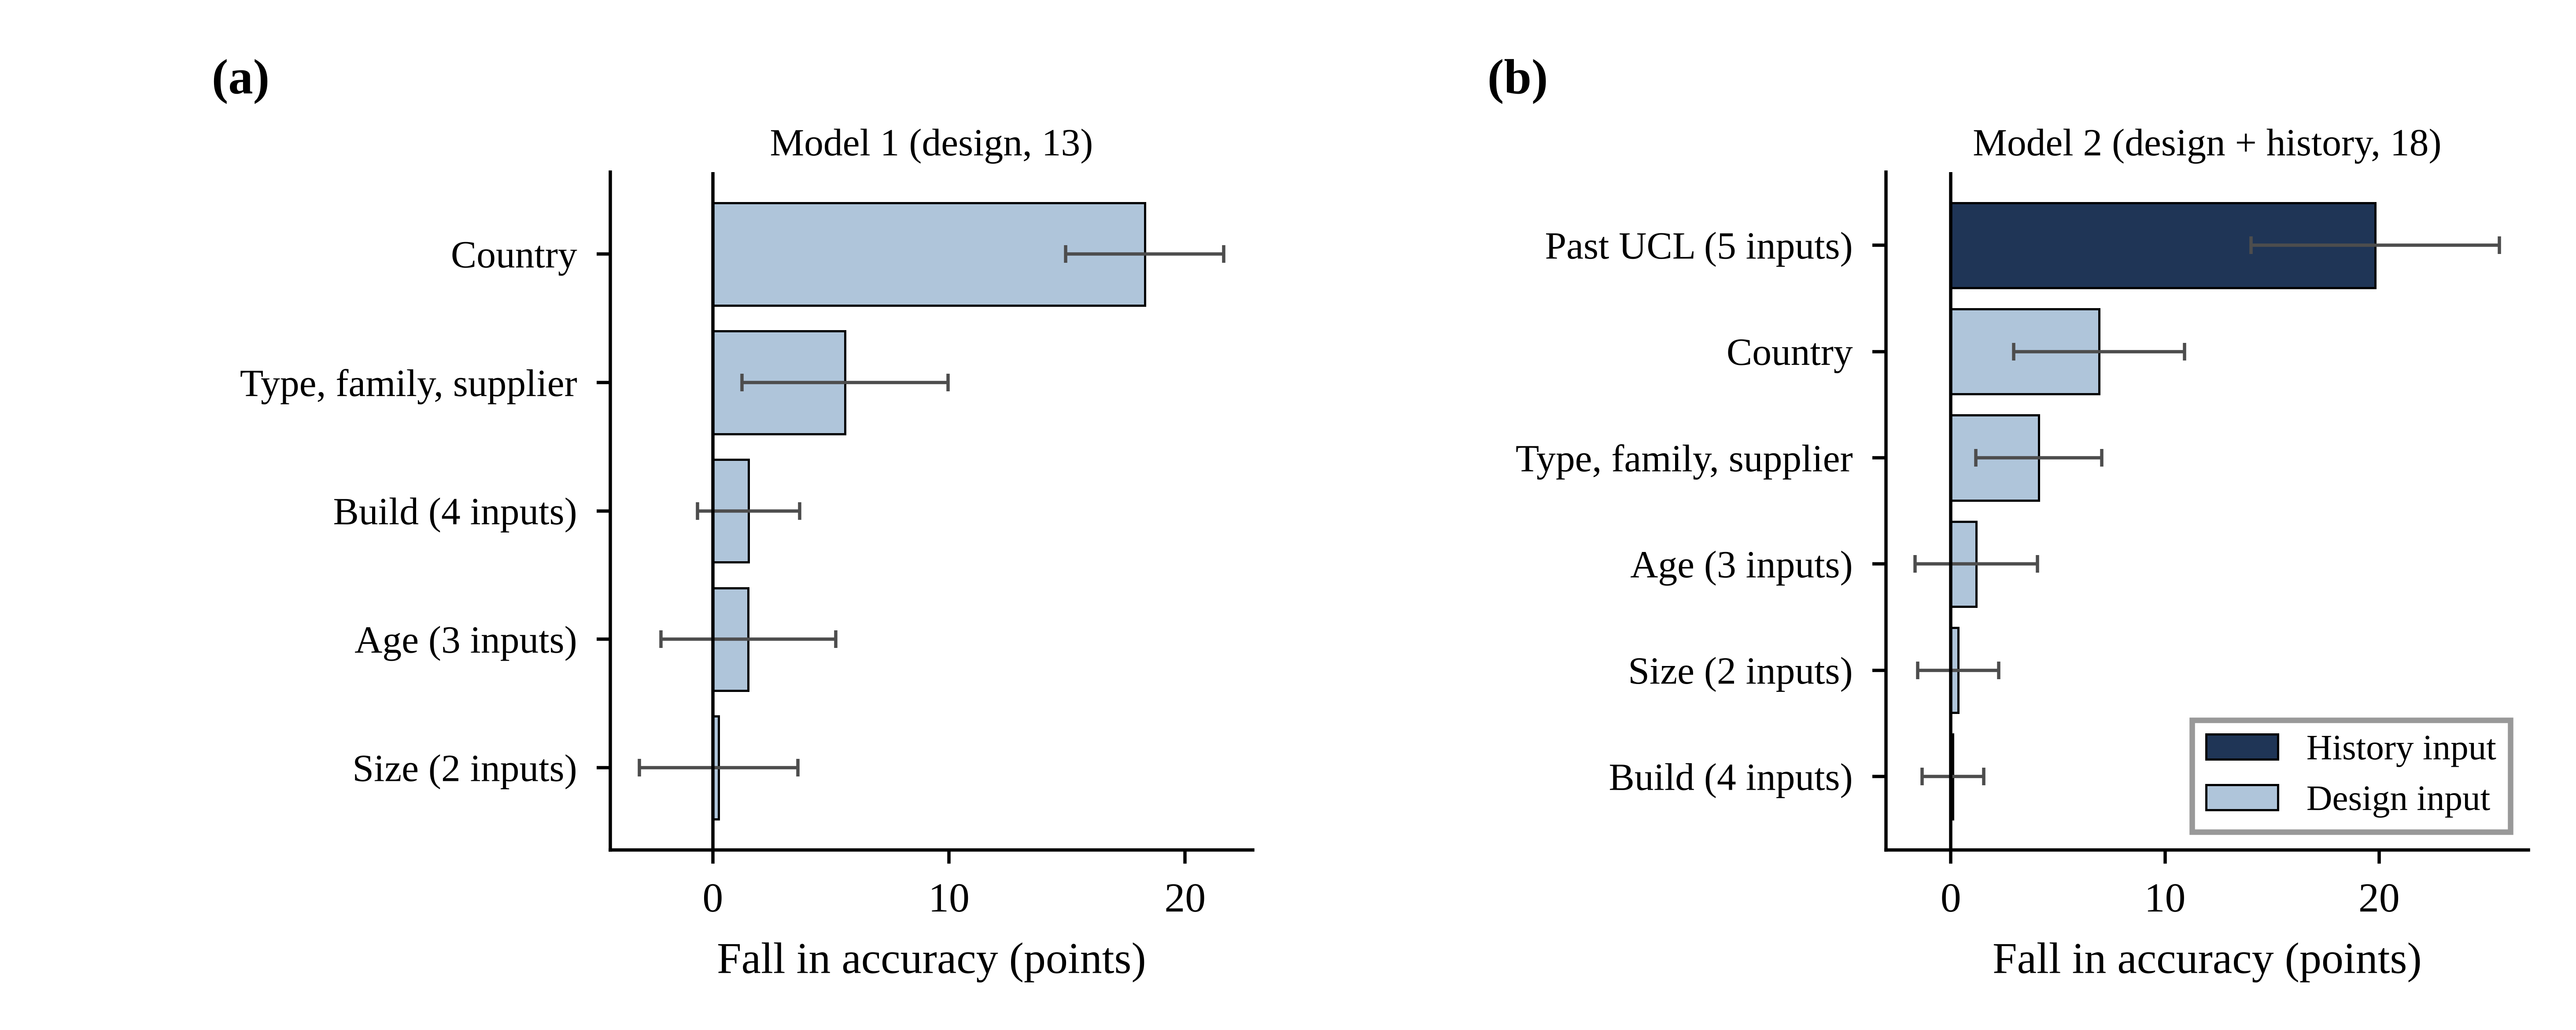 (a)
Model 1 (design, 13)
Country
Type, family, supplier
Build (4 inputs)
Age (3 inputs)
Size (2 inputs)
0 10 20
Fall in accuracy (points)
(b)
Model 2 (design + history, 18)
Past UCL (5 inputs)
Country
Type, family, supplier
Age (3 inputs)
Size (2 inputs)
Build (4 inputs)
History input
Design input
0 10 20
Fall in accuracy (points)